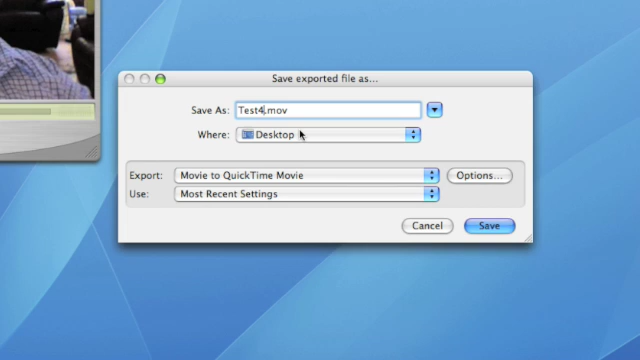 Save exported file as...
Save As: Test4.mov
Where: Desktop
Export: Movie to QuickTime Movie Options...
Use: Most Recent Settings
Cancel Save